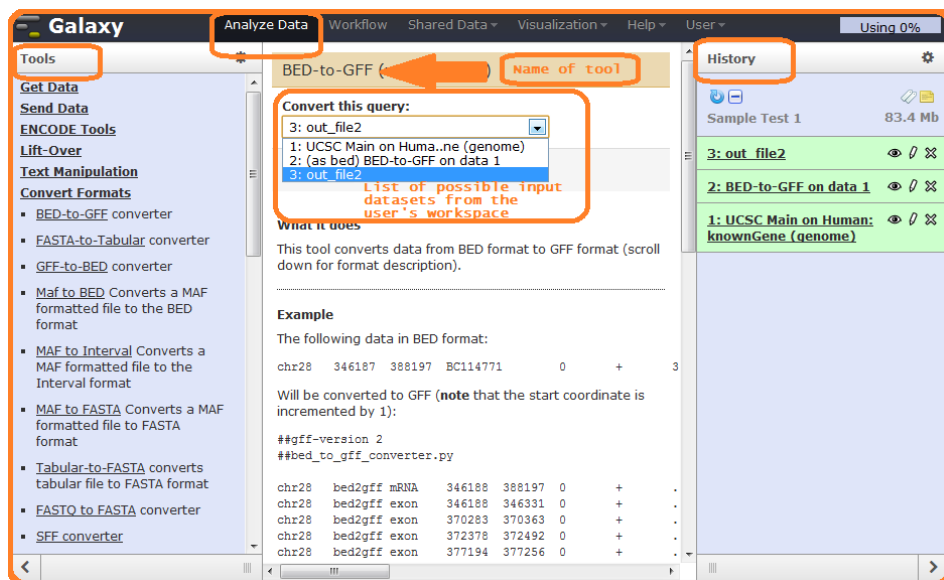 Galaxy
Analyze Data Workflow Shared Data Visualization Help User Using 0%
Tools
Get Data
Send Data
ENCODE Tools
Lift-Over
Text Manipulation
Convert Formats
BED-to-GFF converter
FASTA-to-Tabular converter
GFF-to-BED converter
Maf to BED Converts a MAF
formatted file to the BED
format
MAF to Interval Converts a
MAF formatted file to the
Interval format
MAF to FASTA Converts a MAF
formatted file to FASTA
format
Tabular-to-FASTA converts
tabular file to FASTA format
FASTQ to FASTA converter
SFF converter
BED-to-GFF ( )
Name of tool
Convert this query:
3: out_file2
1: UCSC Main on Huma..ne (genome)
2: (as bed) BED-to-GFF on data 1
3: out_file2
List of possible input
datasets from the
user's workspace
What it does
This tool converts data from BED format to GFF format (scroll
down for format description).
Example
The following data in BED format:
chr28 346187 388197 BC114771 0 + 3
Will be converted to GFF (note that the start coordinate is
incremented by 1):
##gff-version 2
##bed_to_gff_converter.py
chr28 bed2gff mRNA 346188 388197 0 + .
chr28 bed2gff exon 346188 346331 0 + .
chr28 bed2gff exon 370283 370363 0 + .
chr28 bed2gff exon 372378 372492 0 + .
chr28 bed2gff exon 377194 377256 0 + .
History
Sample Test 1 83.4 Mb
3: out_file2
2: BED-to-GFF on data 1
1: UCSC Main on Human:
knownGene (genome)